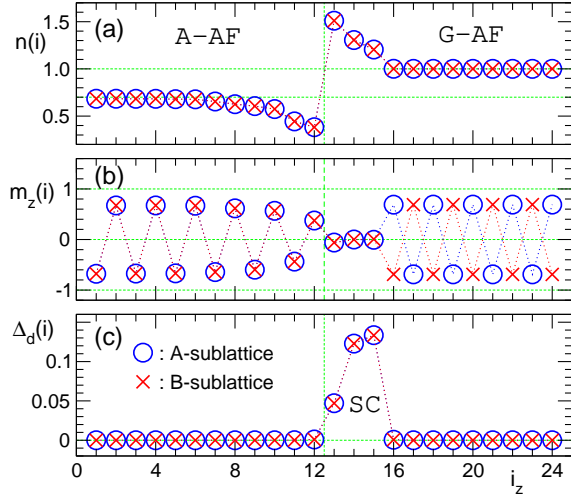 n(i)
1.5
1.0
0.5
(a)
A-AF
G-AF
m_z(i)
1
0
-1
(b)
Δ_d(i)
0.1
0.05
0
(c)
: A-sublattice
: B-sublattice
SC
0 4 8 12 16 20 24
i_z